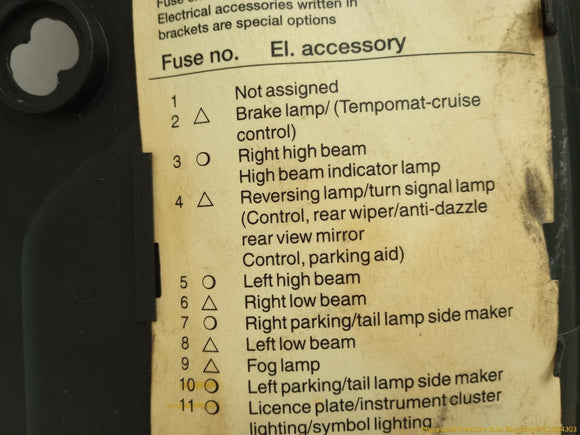 Electrical accessories written in
brackets are special options
Fuse no. El. accessory
1 Not assigned
2 △ Brake lamp/ (Tempomat-cruise
control)
3 ○ Right high beam
High beam indicator lamp
4 △ Reversing lamp/turn signal lamp
(Control, rear wiper/anti-dazzle
rear view mirror
Control, parking aid)
5 ○ Left high beam
6 △ Right low beam
7 ○ Right parking/tail lamp side maker
8 △ Left low beam
9 △ Fog lamp
10 ○ Left parking/tail lamp side maker
11 ○ Licence plate/instrument cluster
lighting/symbol lighting